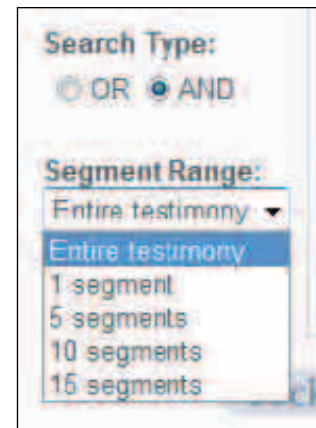 Search Type:
OR AND
Segment Range:
Entire testimony
Entire testimony
1 segment
5 segments
10 segments
15 segments